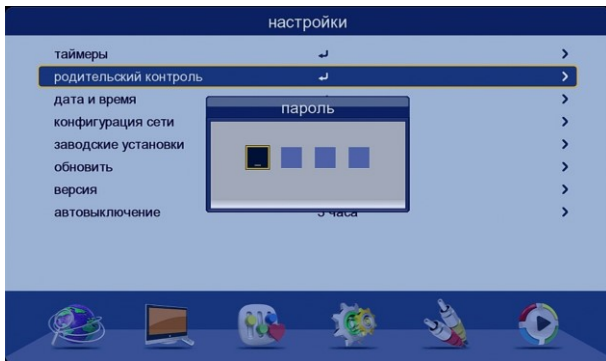 настройки
таймеры
родительский контроль
дата и время
пароль
конфигурация сети
заводские установки
обновить
версия
автовыключение